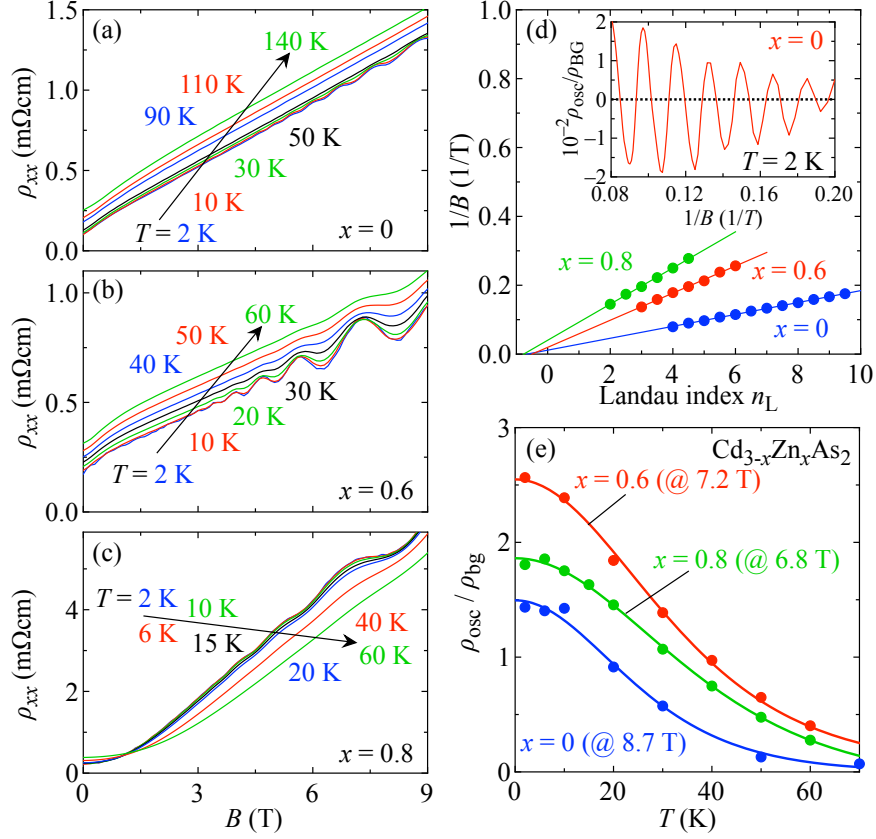 (a)
1.5
1.0
0.5
0.0
ρxx (mΩcm)
140 K
110 K
90 K
50 K
30 K
10 K
T = 2 K
x = 0
(b)
1.0
0.5
0.0
ρxx (mΩcm)
60 K
50 K
40 K
30 K
20 K
10 K
T = 2 K
x = 0.6
(c)
4
2
0
ρxx (mΩcm)
T = 2 K
10 K
6 K
15 K
40 K
60 K
20 K
x = 0.8
0 3 6 9
B (T)
(d)
1.0
0.8
0.6
0.4
0.2
0.0
1/B (1/T)
2
1
0
−1
−2
10⁻² ρosc/ρBG
x = 0
T = 2 K
0.08 0.12 0.16 0.20
1/B (1/T)
x = 0.8
x = 0.6
x = 0
0 2 4 6 8 10
Landau index nL
(e)
Cd3-xZnxAs2
3
2
1
0
ρosc / ρbg
x = 0.6 (@ 7.2 T)
x = 0.8 (@ 6.8 T)
x = 0 (@ 8.7 T)
0 20 40 60
T (K)